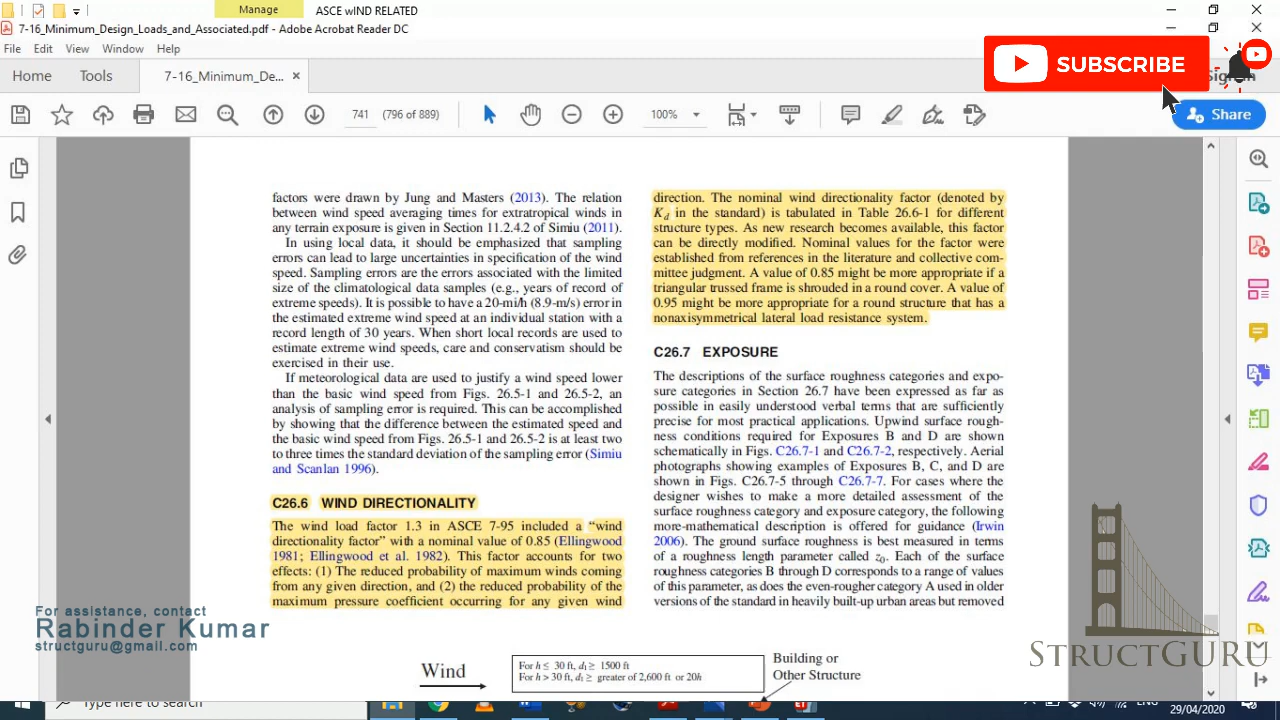 Manage
ASCE wIND RELATED
7-16_Minimum_Design_Loads_and_Associated.pdf - Adobe Acrobat Reader DC
File Edit View Window Help
SUBSCRIBE
Home Tools 7-16_Minimum_De... ×
741 (796 of 889) 100% Share
factors were drawn by Jung and Masters (2013). The relation
between wind speed averaging times for extratropical winds in
any terrain exposure is given in Section 11.2.4.2 of Simiu (2011).
In using local data, it should be emphasized that sampling
errors can lead to large uncertainties in specification of the wind
speed. Sampling errors are the errors associated with the limited
size of the climatological data samples (e.g., years of record of
extreme speeds). It is possible to have a 20-mi/h (8.9-m/s) error in
the estimated extreme wind speed at an individual station with a
record length of 30 years. When short local records are used to
estimate extreme wind speeds, care and conservatism should be
exercised in their use.
If meteorological data are used to justify a wind speed lower
than the basic wind speed from Figs. 26.5-1 and 26.5-2, an
analysis of sampling error is required. This can be accomplished
by showing that the difference between the estimated speed and
the basic wind speed from Figs. 26.5-1 and 26.5-2 is at least two
to three times the standard deviation of the sampling error (Simiu
and Scanlan 1996).
C26.6 WIND DIRECTIONALITY
The wind load factor 1.3 in ASCE 7-95 included a “wind
directionality factor” with a nominal value of 0.85 (Ellingwood
1981; Ellingwood et al. 1982). This factor accounts for two
effects: (1) The reduced probability of maximum winds coming
from any given direction, and (2) the reduced probability of the
maximum pressure coefficient occurring for any given wind
direction. The nominal wind directionality factor (denoted by
Kd in the standard) is tabulated in Table 26.6-1 for different
structure types. As new research becomes available, this factor
can be directly modified. Nominal values for the factor were
established from references in the literature and collective com-
mittee judgment. A value of 0.85 might be more appropriate if a
triangular trussed frame is shrouded in a round cover. A value of
0.95 might be more appropriate for a round structure that has a
nonaxisymmetrical lateral load resistance system.
C26.7 EXPOSURE
The descriptions of the surface roughness categories and expo-
sure categories in Section 26.7 have been expressed as far as
possible in easily understood verbal terms that are sufficiently
precise for most practical applications. Upwind surface rough-
ness conditions required for Exposures B and D are shown
schematically in Figs. C26.7-1 and C26.7-2, respectively. Aerial
photographs showing examples of Exposures B, C, and D are
shown in Figs. C26.7-5 through C26.7-7. For cases where the
designer wishes to make a more detailed assessment of the
surface roughness category and exposure category, the following
more-mathematical description is offered for guidance (Irwin
2006). The ground surface roughness is best measured in terms
of a roughness length parameter called z0. Each of the surface
roughness categories B through D corresponds to a range of values
of this parameter, as does the even-rougher category A used in older
versions of the standard in heavily built-up urban areas but removed
For assistance, contact
Rabinder Kumar
structguru@gmail.com
STRUCTGURU
Wind
For h ≤ 30 ft, d1 ≥ 1500 ft
For h > 30 ft, d1 ≥ greater of 2,600 ft or 20h
Building or
Other Structure
Type here to search
ENG
29/04/2020